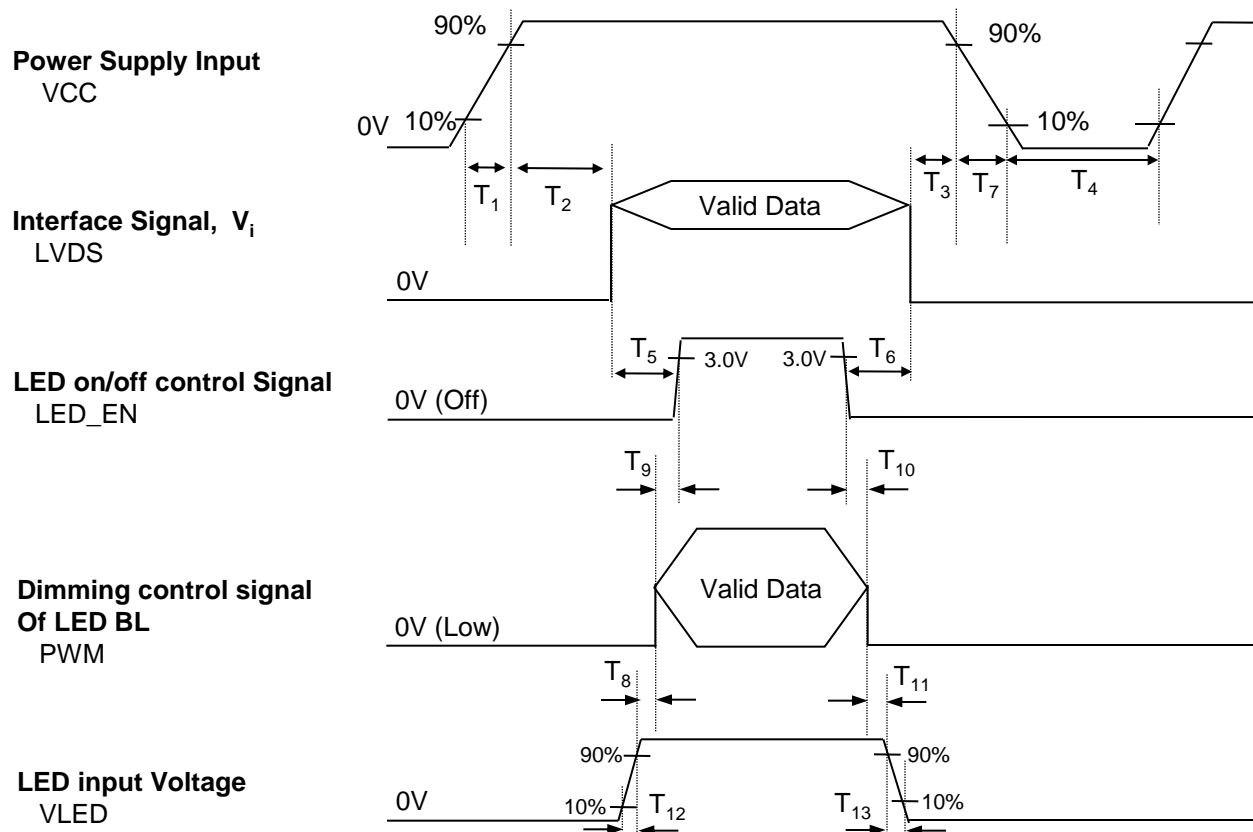 90%
90%
Power Supply Input
VCC
0V
10%
10%
T1
T2
T3
T7
T4
Interface Signal, Vi
LVDS
Valid Data
0V
T5
3.0V
3.0V
T6
LED on/off control Signal
LED_EN
0V (Off)
T9
T10
Dimming control signal
Of LED BL
PWM
Valid Data
0V (Low)
T8
T11
90%
90%
LED input Voltage
VLED
0V
10%
T12
T13
10%